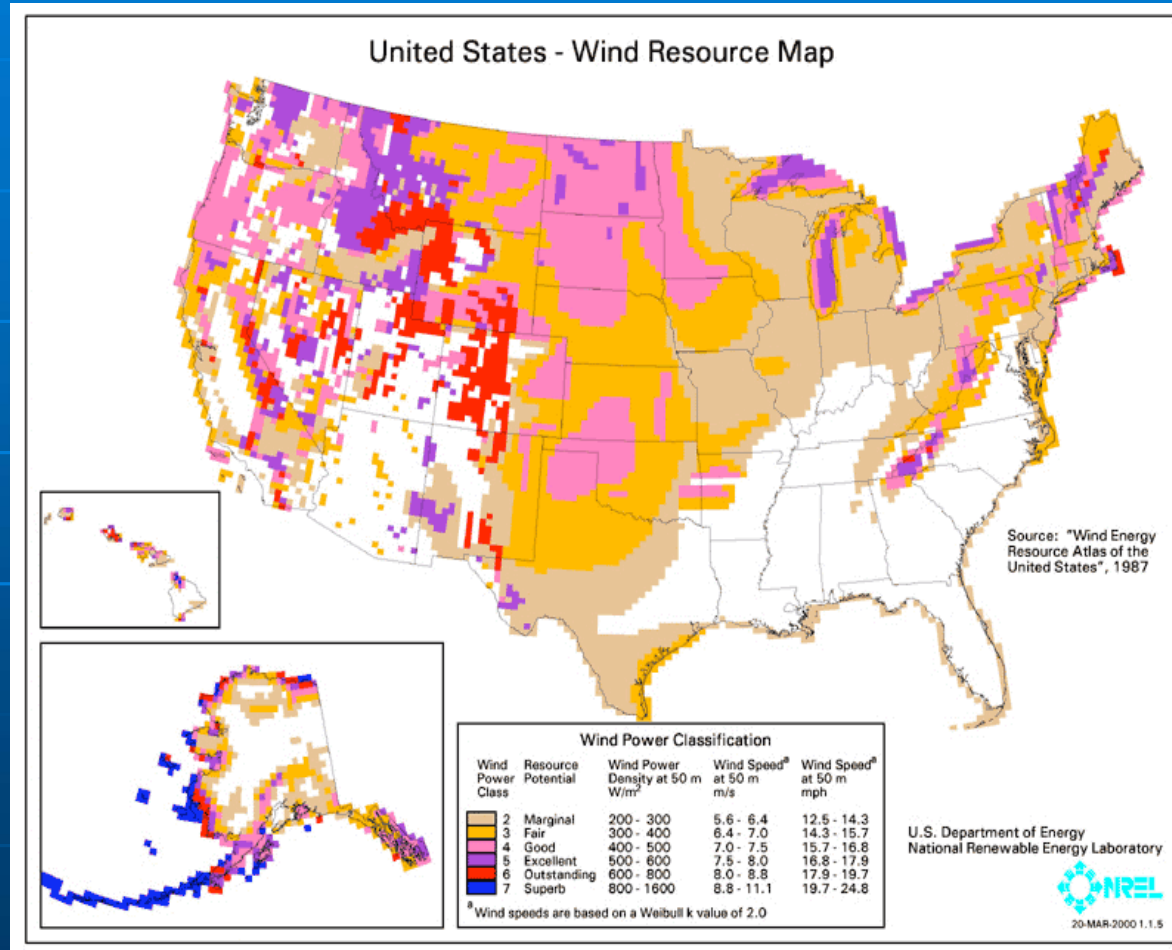 United States - Wind Resource Map
Source: "Wind Energy
Resource Atlas of the
United States", 1987
Wind Power Classification
Wind Power Class Resource Potential Wind Power Density at 50 m W/m² Wind Speedᵃ at 50 m m/s Wind Speedᵃ at 50 m mph
2 Marginal 200 - 300 5.6 - 6.4 12.5 - 14.3
3 Fair 300 - 400 6.4 - 7.0 14.3 - 15.7
4 Good 400 - 500 7.0 - 7.5 15.7 - 16.8
5 Excellent 500 - 600 7.5 - 8.0 16.8 - 17.9
6 Outstanding 600 - 800 8.0 - 8.8 17.9 - 19.7
7 Superb 800 - 1600 8.8 - 11.1 19.7 - 24.8
ᵃ Wind speeds are based on a Weibull k value of 2.0
U.S. Department of Energy
National Renewable Energy Laboratory
NREL
20-MAR-2000 1.1.5